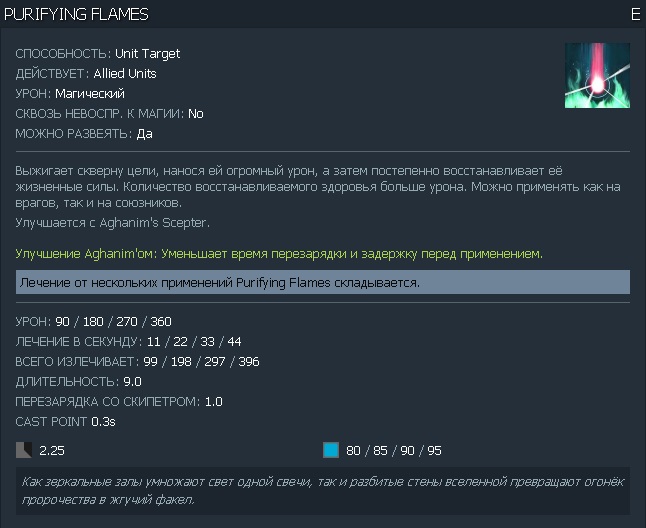 PURIFYING FLAMES E
СПОСОБНОСТЬ: Unit Target
ДЕЙСТВУЕТ: Allied Units
УРОН: Магический
СКВОЗЬ НЕВОСПР. К МАГИИ: No
МОЖНО РАЗВЕЯТЬ: Да
Выжигает скверну цели, нанося ей огромный урон, а затем постепенно восстанавливает её
жизненные силы. Количество восстанавливаемого здоровья больше урона. Можно применять как на
врагов, так и на союзников.
Улучшается с Aghanim's Scepter.
Улучшение Aghanim'ом: Уменьшает время перезарядки и задержку перед применением.
Лечение от нескольких применений Purifying Flames складывается.
УРОН: 90 / 180 / 270 / 360
ЛЕЧЕНИЕ В СЕКУНДУ: 11 / 22 / 33 / 44
ВСЕГО ИЗЛЕЧИВАЕТ: 99 / 198 / 297 / 396
ДЛИТЕЛЬНОСТЬ: 9.0
ПЕРЕЗАРЯДКА СО СКИПЕТРОМ: 1.0
CAST POINT 0.3s
2.25 80 / 85 / 90 / 95
Как зеркальные залы умножают свет одной свечи, так и разбитые стены вселенной превращают огонёк
пророчества в жгучий факел.